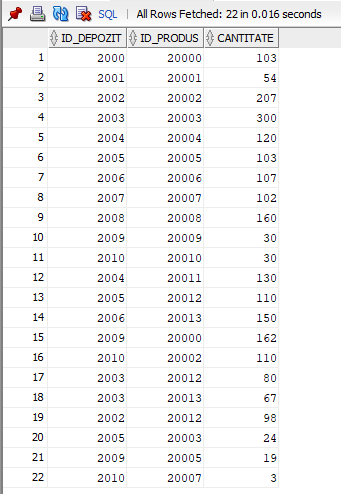 SQL | All Rows Fetched: 22 in 0.016 seconds
ID_DEPOZIT ID_PRODUS CANTITATE
1 2000 20000 103
2 2001 20001 54
3 2002 20002 207
4 2003 20003 300
5 2004 20004 120
6 2005 20005 103
7 2006 20006 107
8 2007 20007 102
9 2008 20008 160
10 2009 20009 30
11 2010 20010 30
12 2004 20011 130
13 2005 20012 110
14 2006 20013 150
15 2009 20000 162
16 2010 20002 110
17 2003 20012 80
18 2003 20013 67
19 2002 20012 98
20 2005 20003 24
21 2009 20005 19
22 2010 20007 3